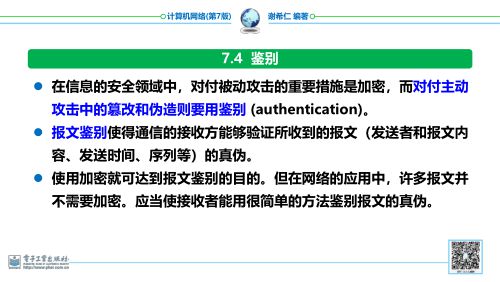 计算机网络(第7版)
谢希仁 编著
7.4 鉴别
在信息的安全领域中，对付被动攻击的重要措施是加密，而对付主动
攻击中的篡改和伪造则要用鉴别 (authentication)。
报文鉴别使得通信的接收方能够验证所收到的报文（发送者和报文内
容、发送时间、序列等）的真伪。
使用加密就可达到报文鉴别的目的。但在网络的应用中，许多报文并
不需要加密。应当使接收者能用很简单的方法鉴别报文的真伪。
电子工业出版社
http://www.phei.com.cn